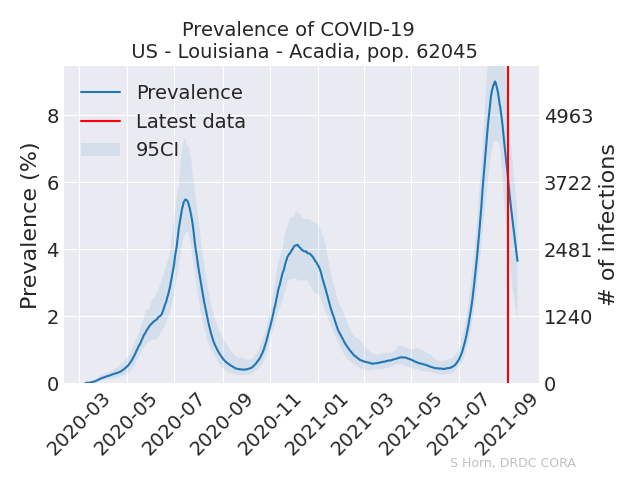 Prevalence of COVID-19
US - Louisiana - Acadia, pop. 62045
Prevalence
Latest data
95CI
Prevalence (%)
8
6
4
2
0
4963
3722
2481
1240
0
# of infections
2020-03
2020-05
2020-07
2020-09
2020-11
2021-01
2021-03
2021-05
2021-07
2021-09
S Horn, DRDC CORA